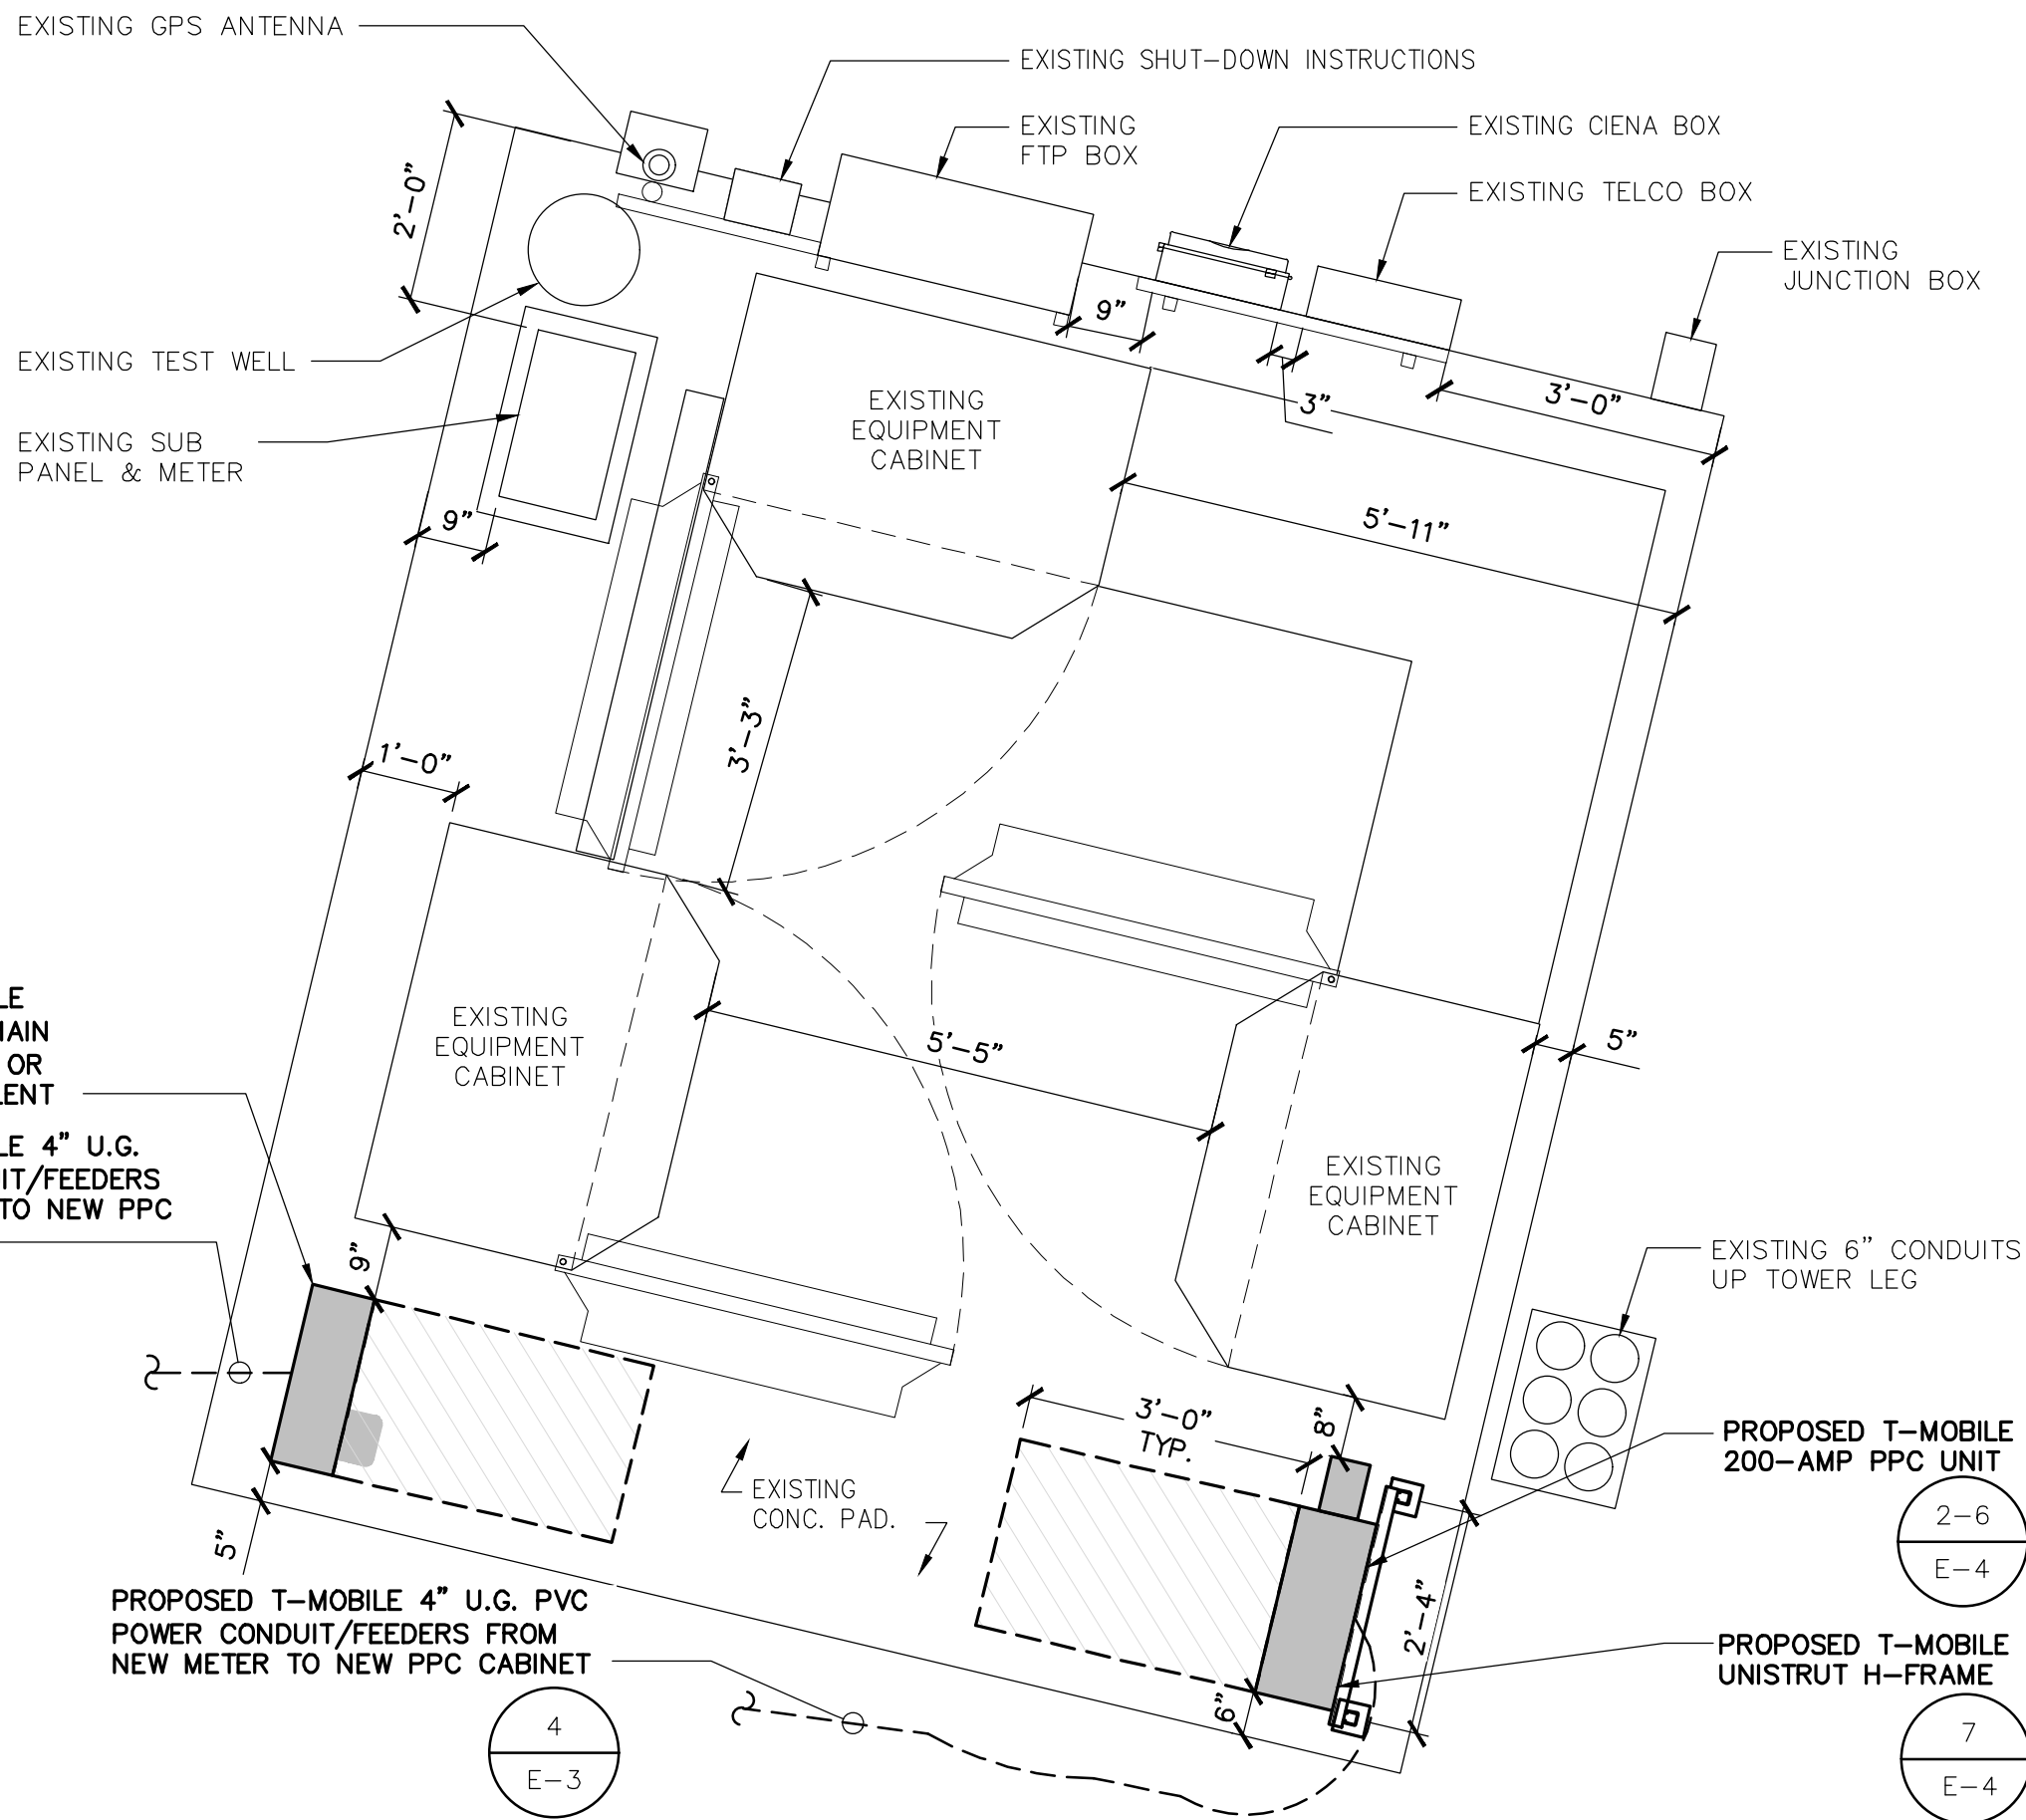 EXISTING GPS ANTENNA
EXISTING SHUT-DOWN INSTRUCTIONS
EXISTING
FTP BOX
EXISTING CIENA BOX
EXISTING TELCO BOX
EXISTING
JUNCTION BOX
2'-0"
9"
3"
3'-0"
EXISTING TEST WELL
EXISTING SUB
PANEL & METER
EXISTING
EQUIPMENT
CABINET
9"
5'-11"
3'-3"
1'-0"
EXISTING
EQUIPMENT
CABINET
5'-5"
5"
OR
4" U.G.
TO NEW PPC
EXISTING
EQUIPMENT
CABINET
9"
EXISTING 6" CONDUITS
UP TOWER LEG
3'-0"
TYP.
8"
PROPOSED T-MOBILE
200-AMP PPC UNIT
2-6
E-4
EXISTING
CONC. PAD.
5"
PROPOSED T-MOBILE 4" U.G. PVC
POWER CONDUIT/FEEDERS FROM
NEW METER TO NEW PPC CABINET
4
E-3
6"
2'-4"
PROPOSED T-MOBILE
UNISTRUT H-FRAME
7
E-4